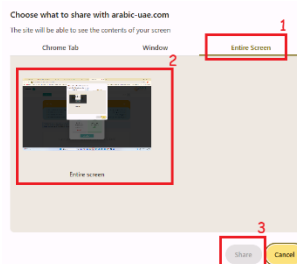 Choose what to share with arabic-uae.com
The site will be able to see the contents of your screen
1
Chrome Tab Window Entire Screen
2
Entire screen
3
Share Cancel